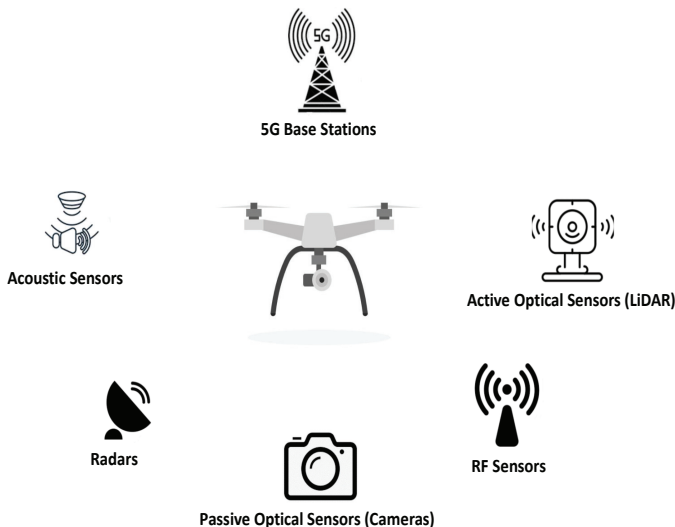 5G
5G Base Stations
Acoustic Sensors
Active Optical Sensors (LiDAR)
Radars
RF Sensors
Passive Optical Sensors (Cameras)